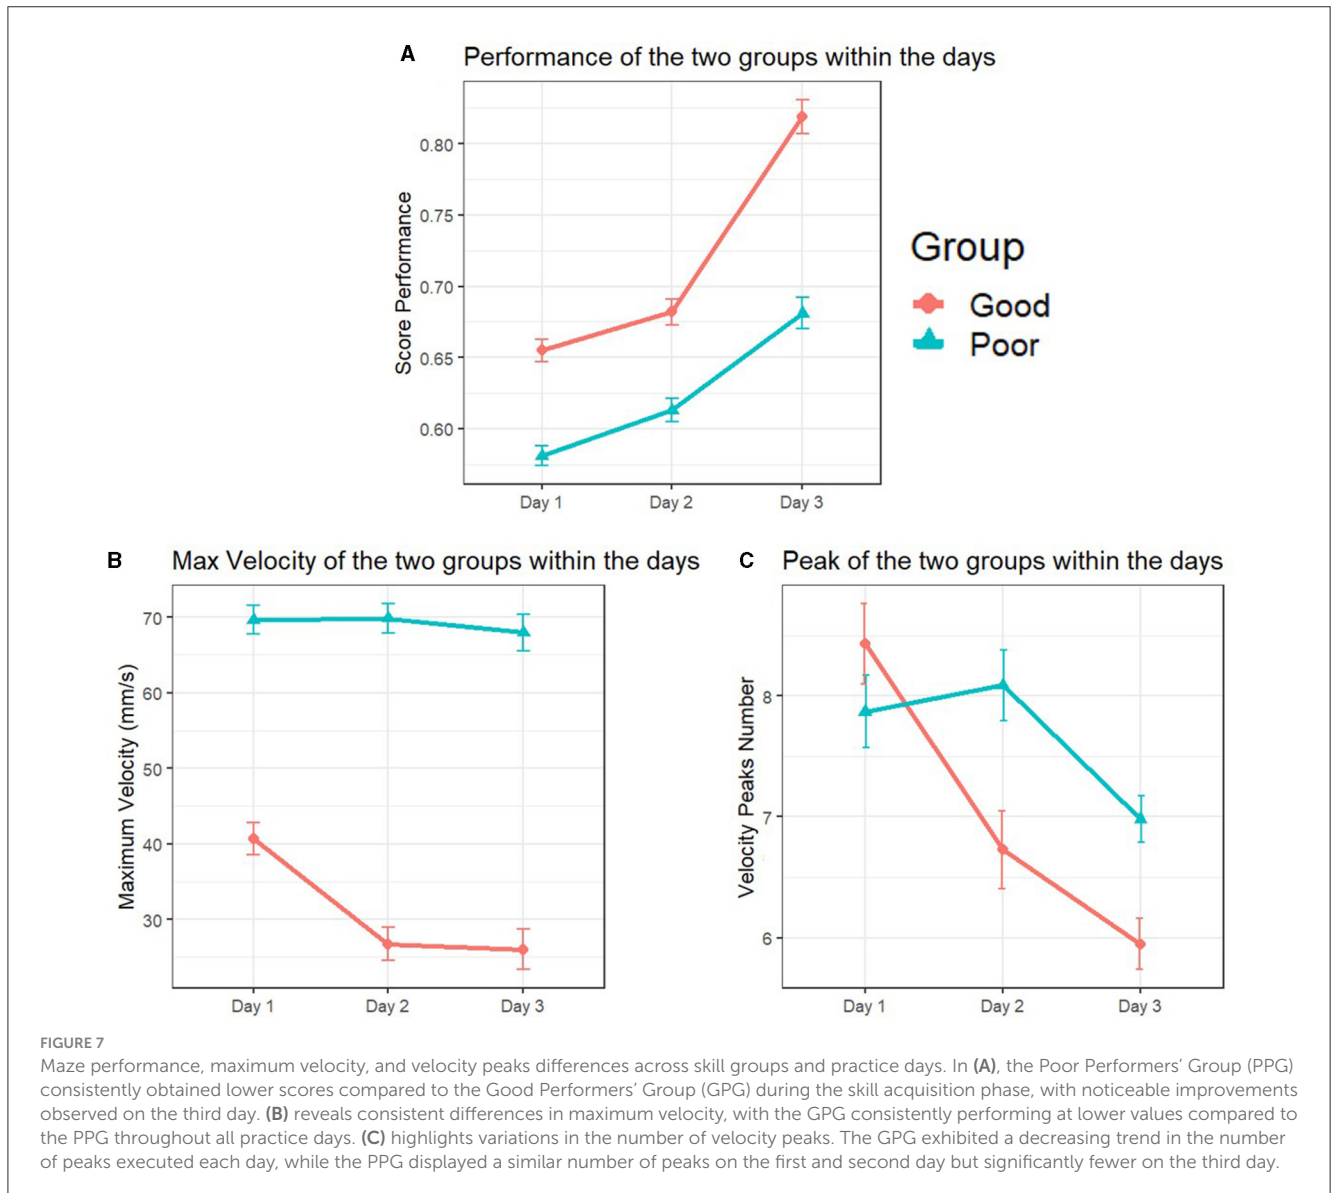 A Performance of the two groups within the days
0.80
0.75
0.70
0.65
0.60
Score Performance
Day 1 Day 2 Day 3
Group
Good
Poor
B Max Velocity of the two groups within the days
70
60
50
40
30
Maximum Velocity (mm/s)
Day 1 Day 2 Day 3
C Peak of the two groups within the days
8
7
6
Velocity Peaks Number
Day 1 Day 2 Day 3
FIGURE 7
Maze performance, maximum velocity, and velocity peaks differences across skill groups and practice days. In (A), the Poor Performers’ Group (PPG)
consistently obtained lower scores compared to the Good Performers’ Group (GPG) during the skill acquisition phase, with noticeable improvements
observed on the third day. (B) reveals consistent differences in maximum velocity, with the GPG consistently performing at lower values compared to
the PPG throughout all practice days. (C) highlights variations in the number of velocity peaks. The GPG exhibited a decreasing trend in the number
of peaks executed each day, while the PPG displayed a similar number of peaks on the first and second day but significantly fewer on the third day.